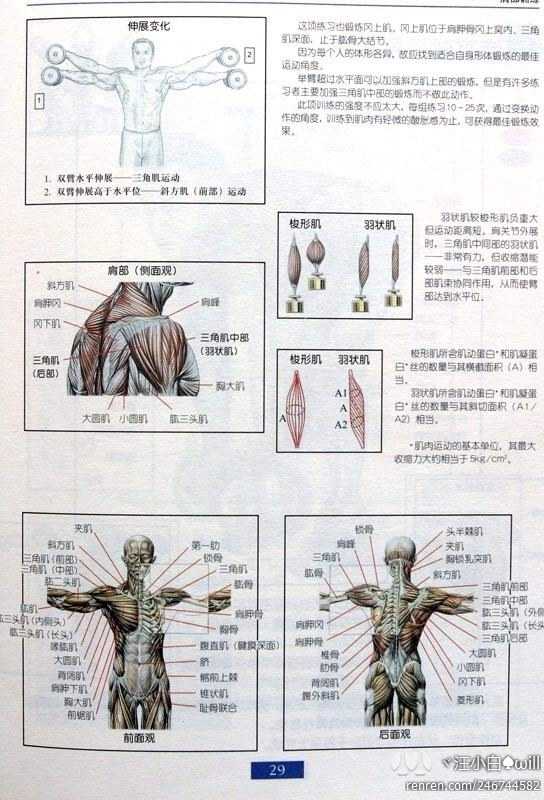 伸展变化
2
1
1. 双臂水平伸展——三角肌运动
2. 双臂伸展高于水平位——斜方肌（前部）运动
这项练习也锻炼冈上肌。冈上肌位于肩胛骨冈上窝内，三角
肌深面，止于肱骨大结节。
因为每个人的体形各异，故应找到适合自身形体锻炼的最佳
运动角度。
举臂超过水平面可以加强斜方肌上部的锻炼，但是有许多练
习者主要加强三角肌中部的锻炼而不做此动作。
此项训练的强度不应太大，每组练习10－25次，通过变换动
作的角度，训练到肌肉有轻微的酸胀感为止，可获得最佳锻炼效
果。
梭形肌
羽状肌
羽状肌较梭形肌负重大
但运动距离短。肩关节外展
时，三角肌中间部的羽状肌
——非常有力，但收缩潜能
较弱——与三角肌前部和后
部肌束协同作用，从而使臂
部达到水平位。
肩部（侧面观）
斜方肌
肩胛冈
冈下肌
三角肌
（后部）
肩峰
三角肌中部
（羽状肌）
胸大肌
大圆肌
小圆肌
肱三头肌
梭形肌
羽状肌
A
A1
A
A2
梭形肌所含肌动蛋白*和肌凝蛋
白*丝的数量与其横截面积（A）相
当。
羽状肌所含肌动蛋白*和肌凝蛋
白*丝的数量与其斜切面积（A1/
A2）相当。
*肌肉运动的基本单位，其最大
收缩力大约相当于5kg/cm²。
夹肌
斜方肌
三角肌（前部）
三角肌（中部）
肱二头肌
肱肌
肱三头肌（内侧头）
肱三头肌（长头）
喙肱肌
大圆肌
背阔肌
肩胛下肌
胸大肌
前锯肌
第一肋
锁骨
三角肌
肱骨
肩胛骨
胸骨
腹直肌（腱膜深面）
脐
髂前上棘
锥状肌
耻骨联合
前面观
锁骨
肩峰
三角肌
肱骨
肩胛冈
肩胛骨
椎骨
肋骨
背阔肌
腹外斜肌
头半棘肌
夹肌
胸锁乳突肌
斜方肌
三角肌前部
三角肌中部
肱三头肌（外侧
肱三头肌（长
三角肌后部
大圆肌
小圆肌
冈下肌
菱形肌
后面观
29
汪小白♠will
renren.com/246744582